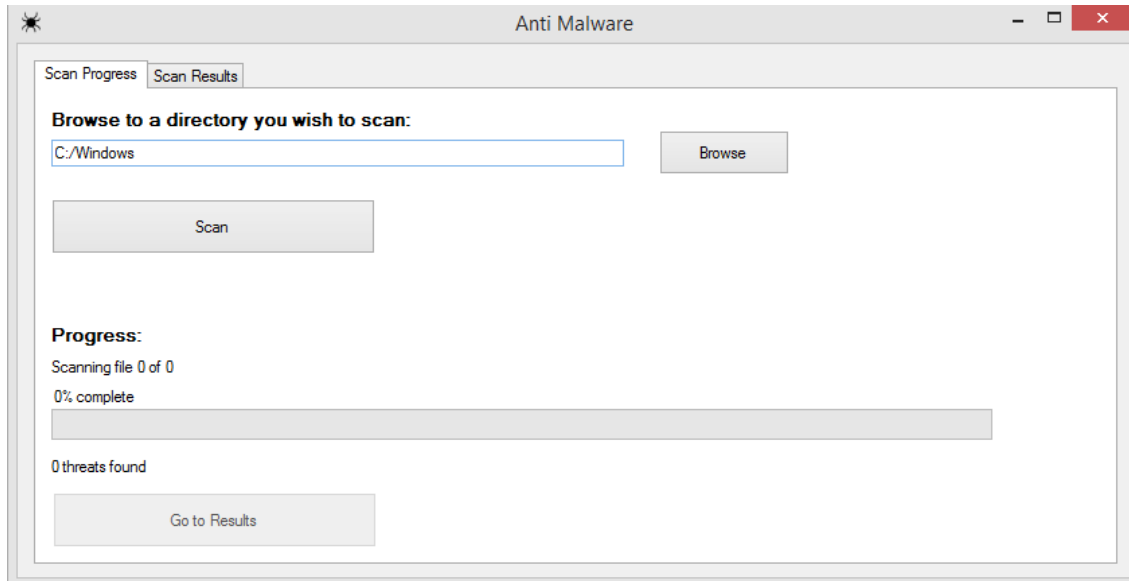 Anti Malware
Scan Progress Scan Results
Browse to a directory you wish to scan:
C:/Windows Browse
Scan
Progress:
Scanning file 0 of 0
0% complete
0 threats found
Go to Results